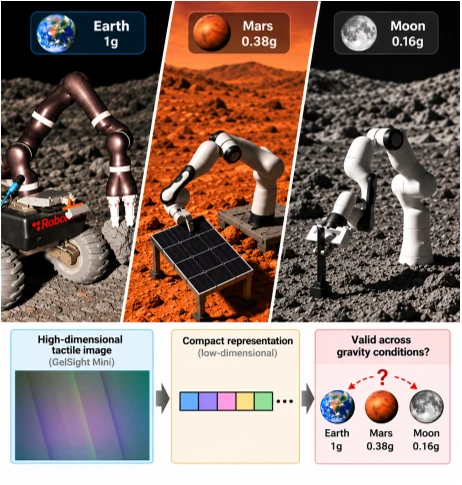 Earth
1g
Mars
0.38g
Moon
0.16g
High-dimensional
tactile image
(GelSight Mini)
Compact representation
(low-dimensional)
Valid across
gravity conditions?
?
Earth
1g
Mars
0.38g
Moon
0.16g